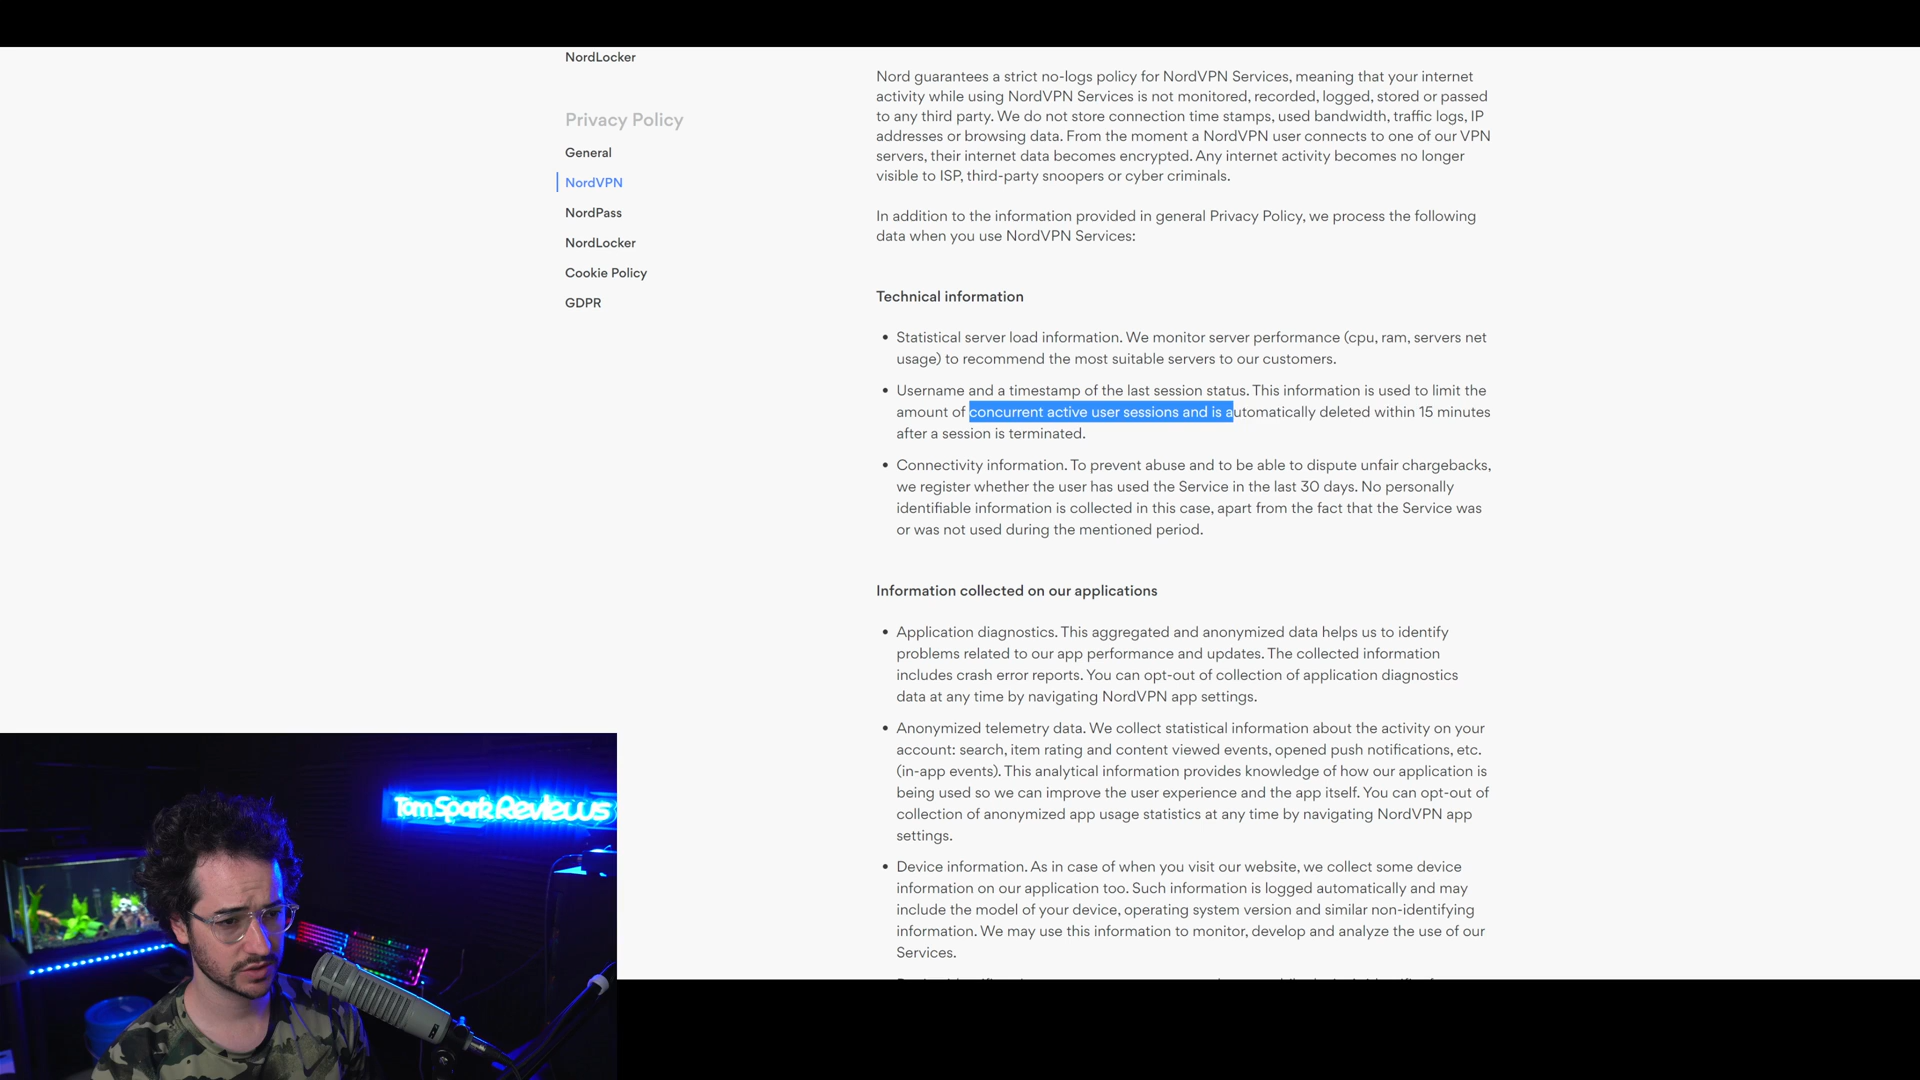 NordLocker
Privacy Policy
General
NordVPN
NordPass
NordLocker
Cookie Policy
GDPR
Nord guarantees a strict no-logs policy for NordVPN Services, meaning that your internet
activity while using NordVPN Services is not monitored, recorded, logged, stored or passed
to any third party. We do not store connection time stamps, used bandwidth, traffic logs, IP
addresses or browsing data. From the moment a NordVPN user connects to one of our VPN
servers, their internet data becomes encrypted. Any internet activity becomes no longer
visible to ISP, third-party snoopers or cyber criminals.
In addition to the information provided in general Privacy Policy, we process the following
data when you use NordVPN Services:
Technical information
• Statistical server load information. We monitor server performance (cpu, ram, servers net
usage) to recommend the most suitable servers to our customers.
• Username and a timestamp of the last session status. This information is used to limit the
amount of concurrent active user sessions and is automatically deleted within 15 minutes
after a session is terminated.
• Connectivity information. To prevent abuse and to be able to dispute unfair chargebacks,
we register whether the user has used the Service in the last 30 days. No personally
identifiable information is collected in this case, apart from the fact that the Service was
or was not used during the mentioned period.
Information collected on our applications
• Application diagnostics. This aggregated and anonymized data helps us to identify
problems related to our app performance and updates. The collected information
includes crash error reports. You can opt-out of collection of application diagnostics
data at any time by navigating NordVPN app settings.
• Anonymized telemetry data. We collect statistical information about the activity on your
account: search, item rating and content viewed events, opened push notifications, etc.
(in-app events). This analytical information provides knowledge of how our application is
being used so we can improve the user experience and the app itself. You can opt-out of
collection of anonymized app usage statistics at any time by navigating NordVPN app
settings.
• Device information. As in case of when you visit our website, we collect some device
information on our application too. Such information is logged automatically and may
include the model of your device, operating system version and similar non-identifying
information. We may use this information to monitor, develop and analyze the use of our
Services.
Tom Spark Reviews